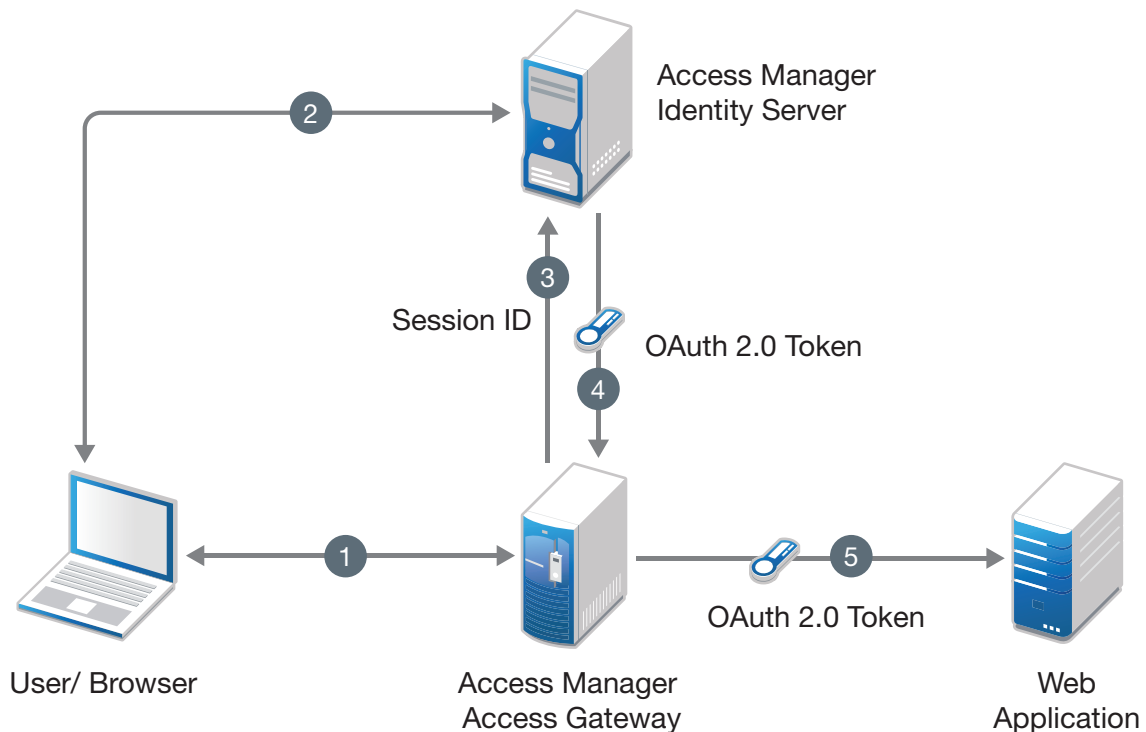 Access Manager
Identity Server
2
3
Session ID
OAuth 2.0 Token
4
1
5
OAuth 2.0 Token
User/ Browser
Access Manager
Access Gateway
Web
Application